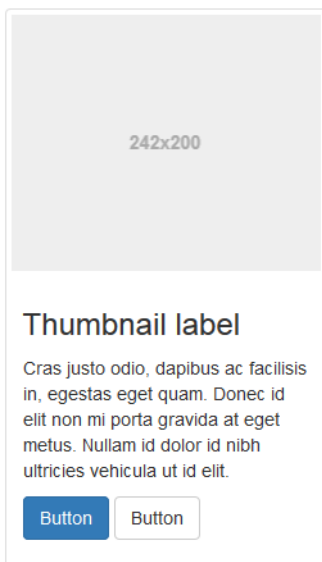 242x200
Thumbnail label
Cras justo odio, dapibus ac facilisis
in, egestas eget quam. Donec id
elit non mi porta gravida at eget
metus. Nullam id dolor id nibh
ultricies vehicula ut id elit.
Button Button